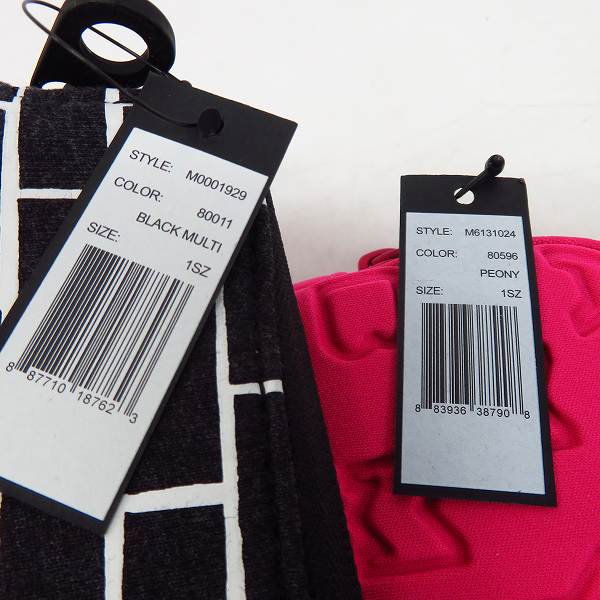 STYLE: M0001929
COLOR: 80011
BLACK MULTI
SIZE: 1SZ
8 87710 18762 3
STYLE: M6131024
COLOR: 80596
PEONY
SIZE: 1SZ
8 83936 38790 8